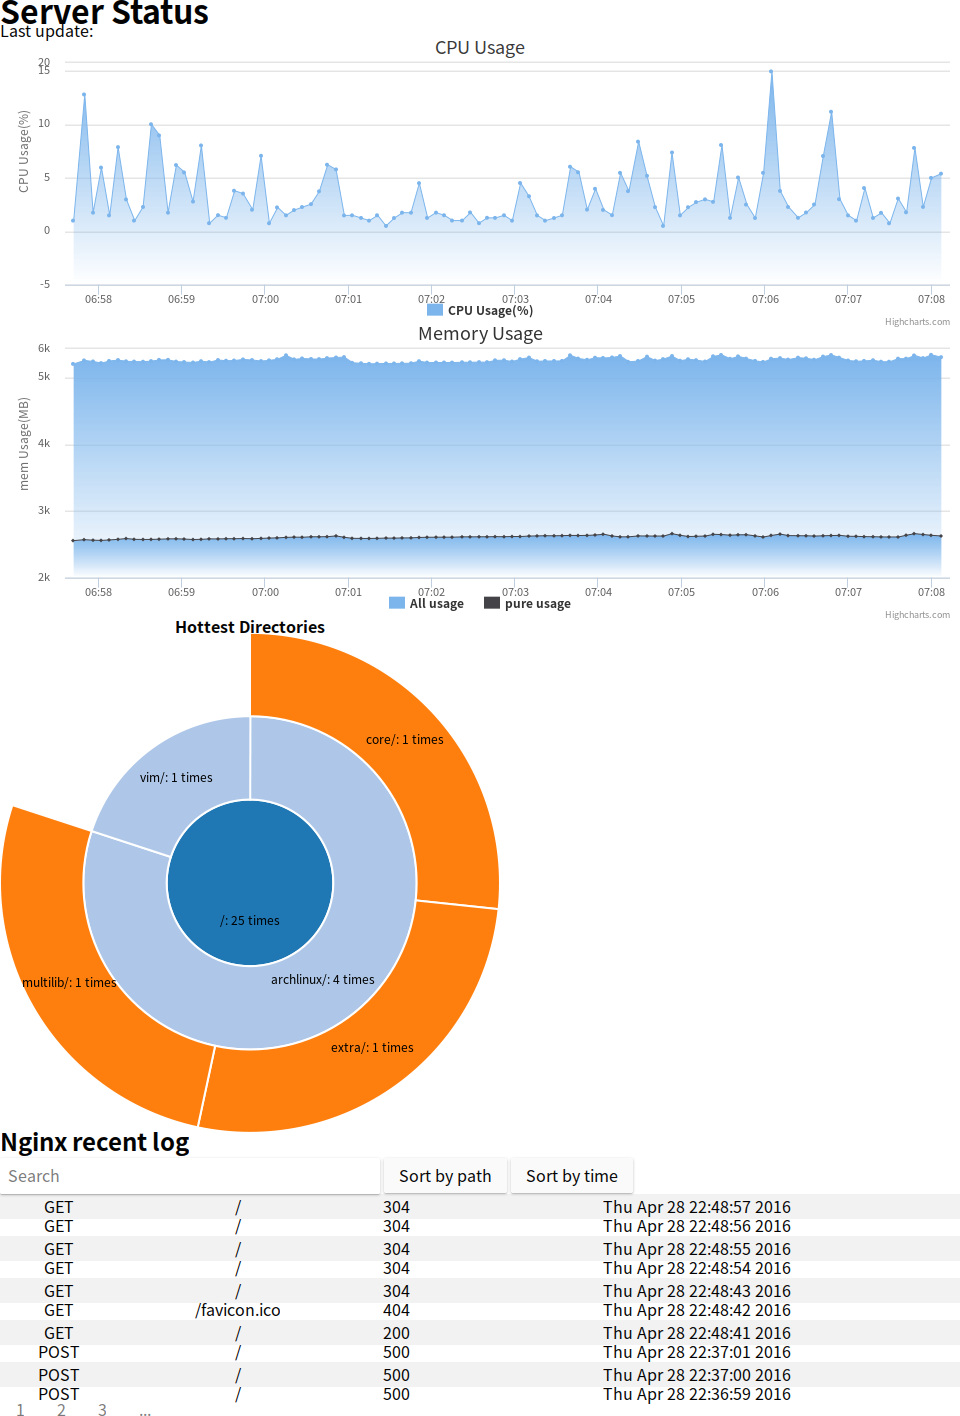 Server Status
Last update:
CPU Usage
20
15
10
5
0
-5
CPU Usage(%)
06:58 06:59 07:00 07:01 07:02 07:03 07:04 07:05 07:06 07:07 07:08
CPU Usage(%)
Highcharts.com
Memory Usage
6k
5k
4k
3k
2k
mem Usage(MB)
06:58 06:59 07:00 07:01 07:02 07:03 07:04 07:05 07:06 07:07 07:08
All usage pure usage
Highcharts.com
Hottest Directories
core/: 1 times
vim/: 1 times
/: 25 times
archlinux/: 4 times
multilib/: 1 times
extra/: 1 times
Nginx recent log
Search Sort by path Sort by time
GET / 304 Thu Apr 28 22:48:57 2016
GET / 304 Thu Apr 28 22:48:56 2016
GET / 304 Thu Apr 28 22:48:55 2016
GET / 304 Thu Apr 28 22:48:54 2016
GET / 304 Thu Apr 28 22:48:43 2016
GET /favicon.ico 404 Thu Apr 28 22:48:42 2016
GET / 200 Thu Apr 28 22:48:41 2016
POST / 500 Thu Apr 28 22:37:01 2016
POST / 500 Thu Apr 28 22:37:00 2016
POST / 500 Thu Apr 28 22:36:59 2016
1 2 3 ...